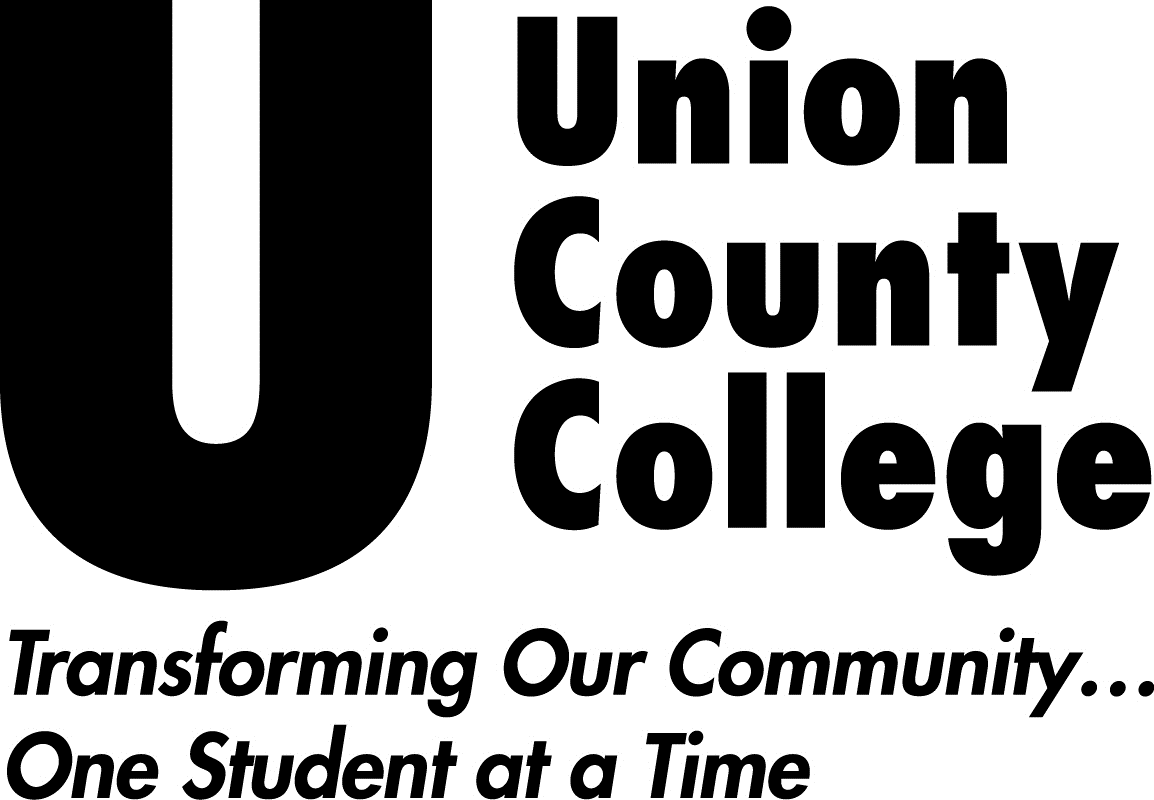 U
Union
County
College
Transforming Our Community...
One Student at a Time